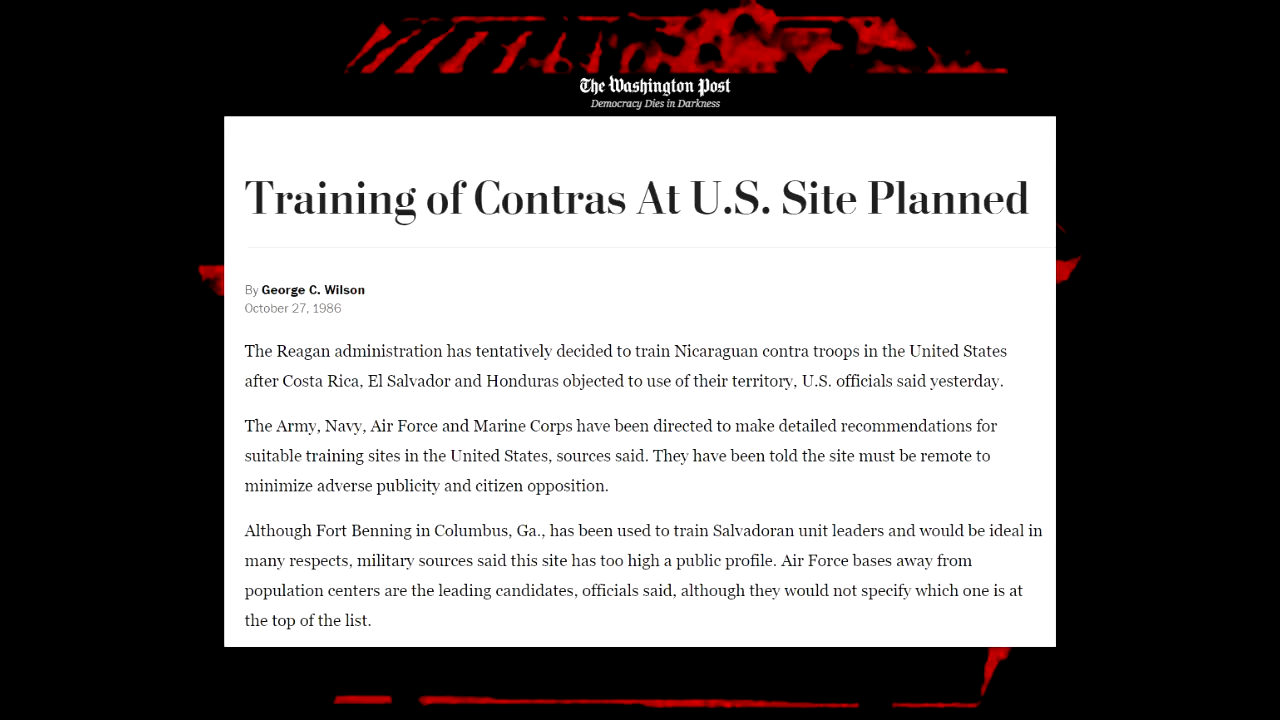 The Washington Post
Democracy Dies in Darkness
Training of Contras At U.S. Site Planned
By George C. Wilson
October 27, 1986
The Reagan administration has tentatively decided to train Nicaraguan contra troops in the United States
after Costa Rica, El Salvador and Honduras objected to use of their territory, U.S. officials said yesterday.
The Army, Navy, Air Force and Marine Corps have been directed to make detailed recommendations for
suitable training sites in the United States, sources said. They have been told the site must be remote to
minimize adverse publicity and citizen opposition.
Although Fort Benning in Columbus, Ga., has been used to train Salvadoran unit leaders and would be ideal in
many respects, military sources said this site has too high a public profile. Air Force bases away from
population centers are the leading candidates, officials said, although they would not specify which one is at
the top of the list.